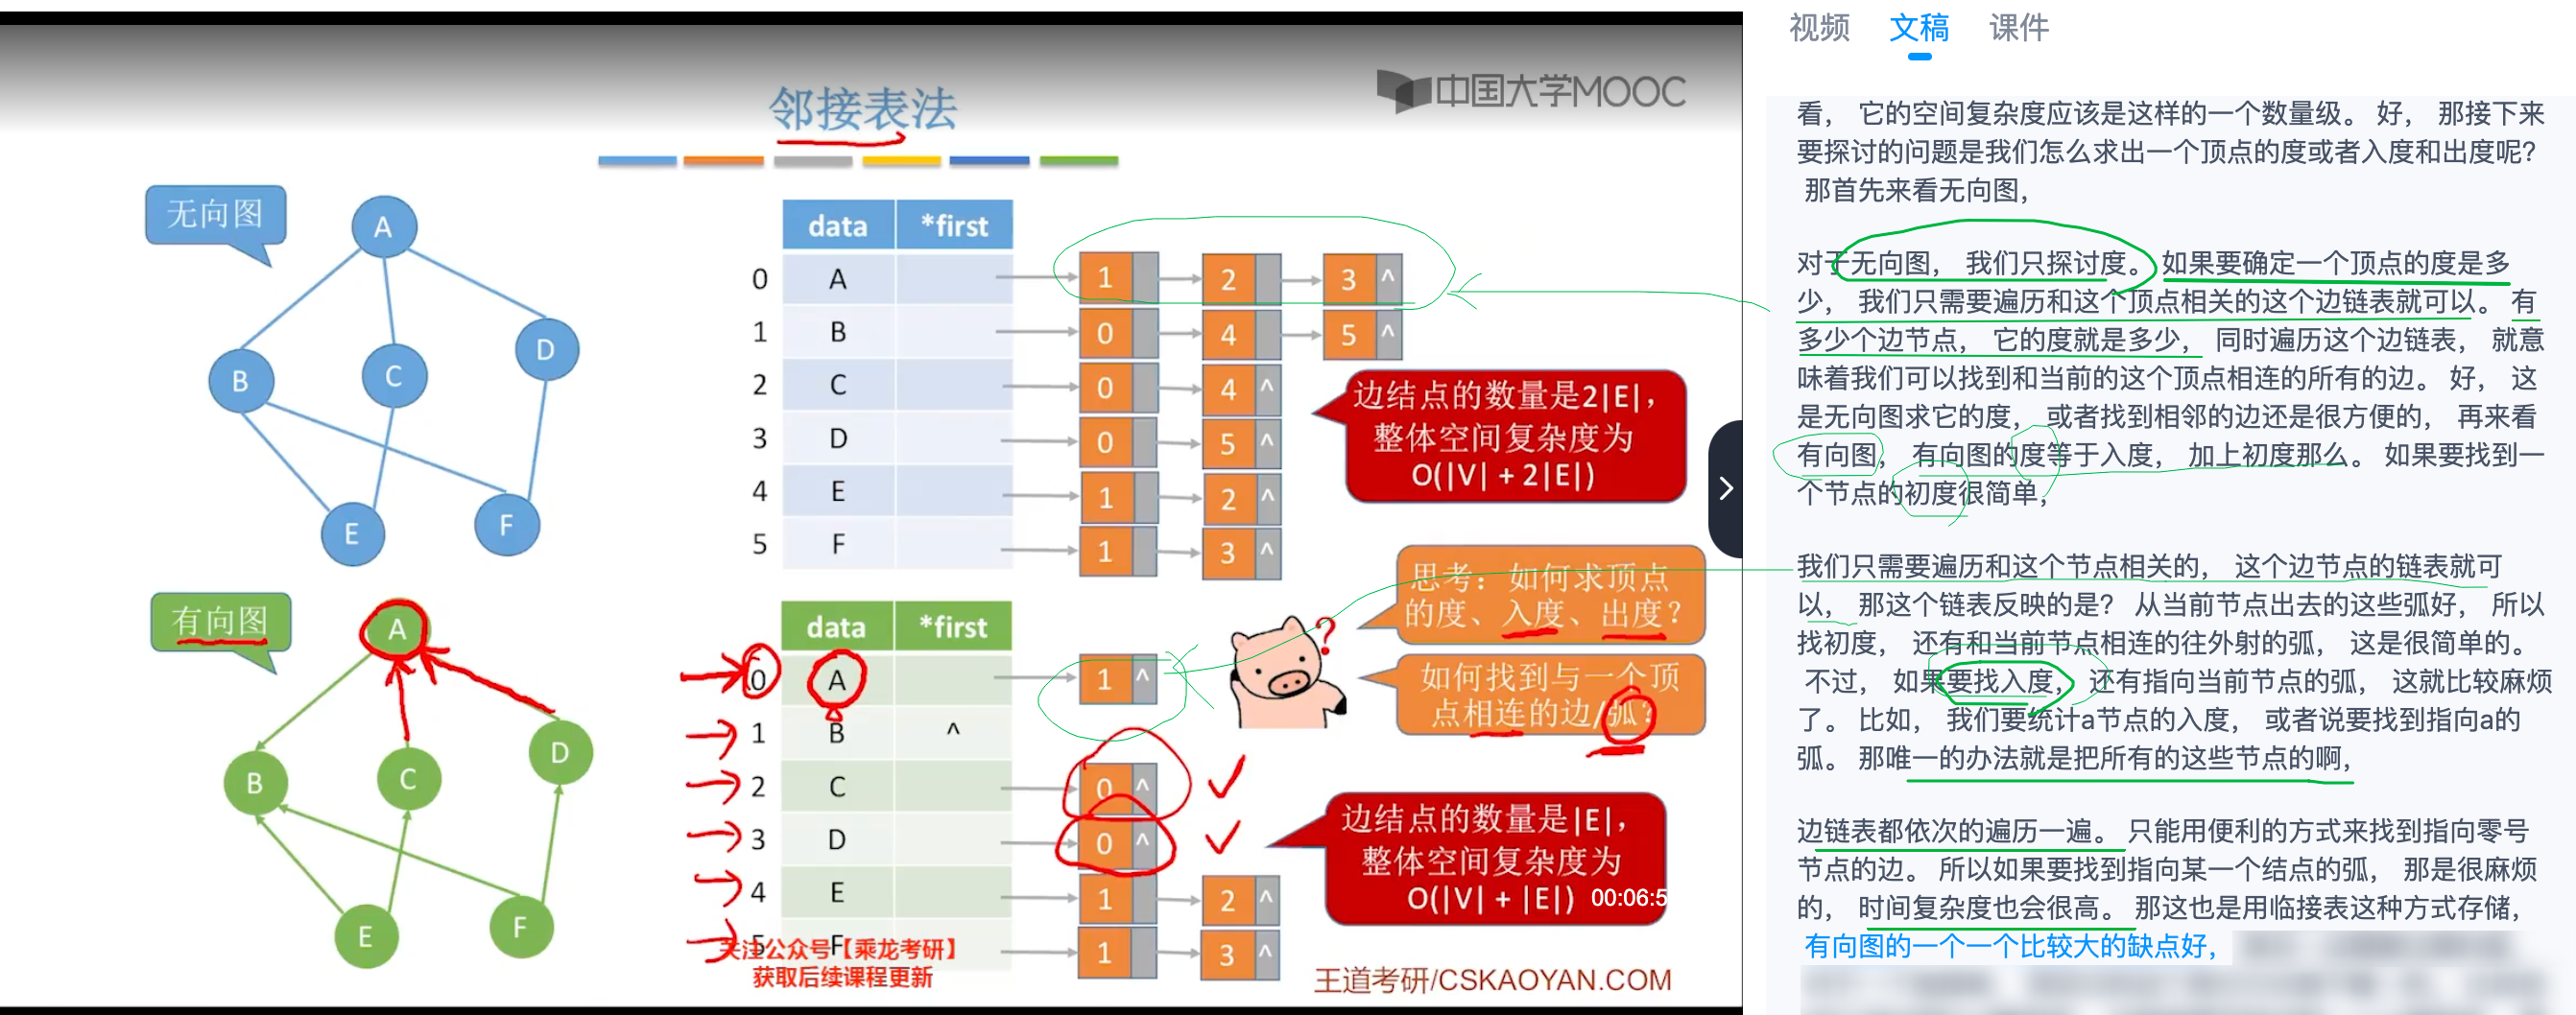 中国大学MOOC
邻接表法
无向图
A
B
C
D
E
F
data *first
0 A 1 2 3 ^
1 B 0 4 5 ^
2 C 0 4 ^
3 D 0 5 ^
4 E 1 2 ^
5 F 1 3 ^
边结点的数量是2|E|,
整体空间复杂度为
O(|V| + 2|E|)
思考：如何求顶点
的度、入度、出度？
如何找到与一个顶
点相连的边/弧？
有向图
A
B
C
D
E
F
data *first
0 A 1 ^
1 B ^
2 C 0 ^
3 D 0 ^
4 E 1 2 ^
5 F 1 3 ^
?
边结点的数量是|E|,
整体空间复杂度为
O(|V| + |E|)
00:06:5
关注公众号【乘龙考研】
获取后续课程更新
王道考研/CSKAOYAN.COM
视频 文稿 课件
看， 它的空间复杂度应该是这样的一个数量级。 好， 那接下来
要探讨的问题是我们怎么求出一个顶点的度或者入度和出度呢?
那首先来看无向图，
对于无向图， 我们只探讨度。 如果要确定一个顶点的度是多
少， 我们只需要遍历和这个顶点相关的这个边链表就可以。 有
多少个边节点， 它的度就是多少， 同时遍历这个边链表， 就意
味着我们可以找到和当前的这个顶点相连的所有的边。 好， 这
是无向图求它的度， 或者找到相邻的边还是很方便的， 再来看
有向图， 有向图的度等于入度， 加上初度那么。 如果要找到一
个节点的初度很简单，
我们只需要遍历和这个节点相关的， 这个边节点的链表就可
以， 那这个链表反映的是? 从当前节点出去的这些弧好， 所以
找初度， 还有和当前节点相连的往外射的弧， 这是很简单的。
不过， 如果要找入度， 还有指向当前节点的弧， 这就比较麻烦
了。 比如， 我们要统计a节点的入度， 或者说要找到指向a的
弧。 那唯一的办法就是把所有的这些节点的啊，
边链表都依次的遍历一遍。 只能用便利的方式来找到指向零号
节点的边。 所以如果要找到指向某一个结点的弧， 那是很麻烦
的， 时间复杂度也会很高。 那这也是用临接表这种方式存储，
有向图的一个一个比较大的缺点好，